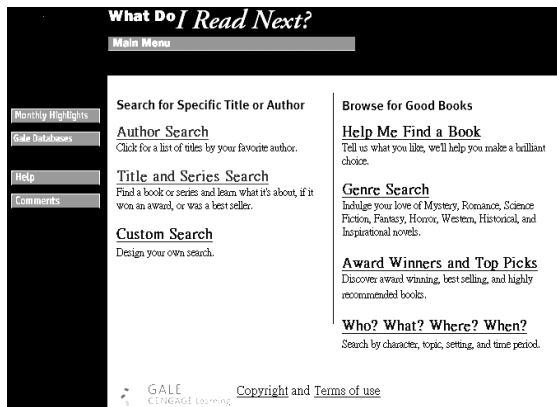 What Do I Read Next?
Main Menu
Monthly Highlights
Gale Databases
Help
Comments
Search for Specific Title or Author
Author Search
Click for a list of titles by your favorite author.
Title and Series Search
Find a book or series and learn what it's about, if it
won an award, or was a best seller.
Custom Search
Design your own search.
Browse for Good Books
Help Me Find a Book
Tell us what you like, we'll help you make a brilliant
choice.
Genre Search
Indulge your love of Mystery, Romance, Science
Fiction, Fantasy, Horror, Western, Historical, and
Inspirational novels.
Award Winners and Top Picks
Discover award winning, best selling, and highly
recommended books.
Who? What? Where? When?
Search by character, topic, setting, and time period.
GALE
CENGAGE Learning
Copyright and Terms of use